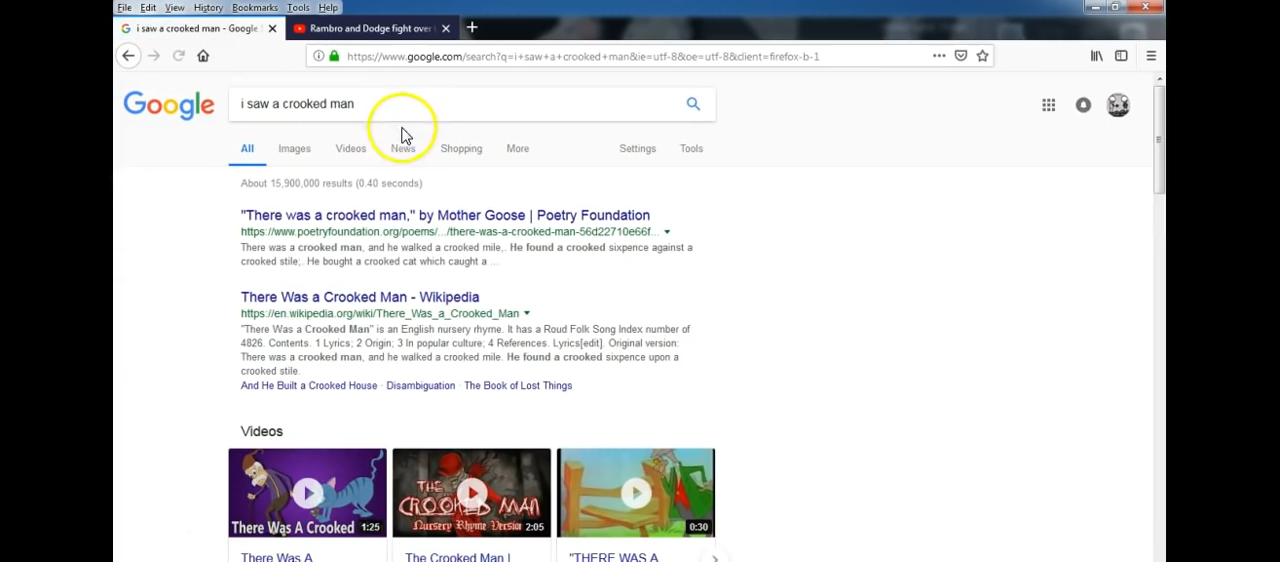 File Edit View History Bookmarks Tools Help
i saw a crooked man - Google
Rambro and Dodge fight over
https://www.google.com/search?q=i+saw+a+crooked+man&ie=utf-8&oe=utf-8&client=firefox-b-1
Google
i saw a crooked man
All Images Videos News Shopping More Settings Tools
About 15,900,000 results (0.40 seconds)
"There was a crooked man," by Mother Goose | Poetry Foundation
https://www.poetryfoundation.org/poems/.../there-was-a-crooked-man-56d22710e66f...
There was a crooked man, and he walked a crooked mile,. He found a crooked sixpence against a
crooked stile;. He bought a crooked cat which caught a ...
There Was a Crooked Man - Wikipedia
https://en.wikipedia.org/wiki/There_Was_a_Crooked_Man
"There Was a Crooked Man" is an English nursery rhyme. It has a Roud Folk Song Index number of
4826. Contents. 1 Lyrics; 2 Origin; 3 In popular culture; 4 References. Lyrics[edit]. Original version:
There was a crooked man, and he walked a crooked mile. He found a crooked sixpence upon a
crooked stile.
And He Built a Crooked House · Disambiguation · The Book of Lost Things
Videos
There Was A Crooked 1:25
THE CROOKED MAN
Nursery Rhyme Version 2:05
0:30
There Was A
The Crooked Man |
"THERE WAS A